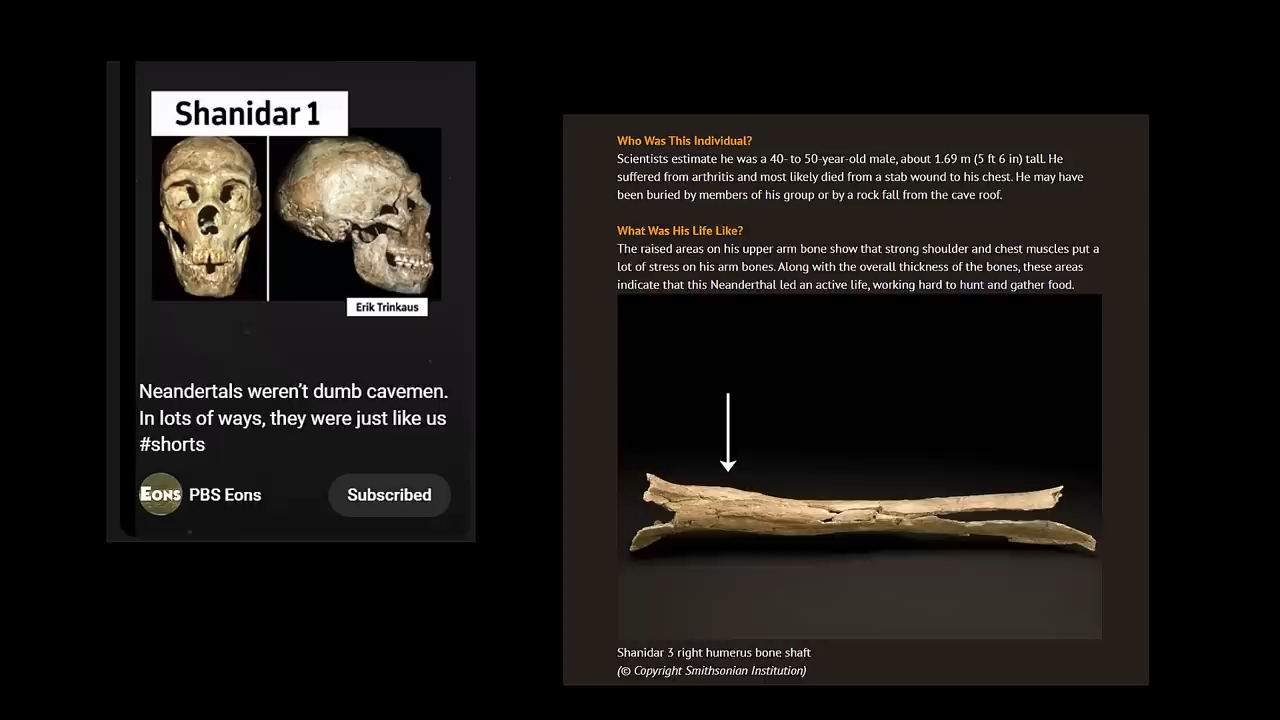 Shanidar 1
Erik Trinkaus
Neandertals weren’t dumb cavemen.
In lots of ways, they were just like us
#shorts
EONS PBS Eons
Subscribed
Who Was This Individual?
Scientists estimate he was a 40- to 50-year-old male, about 1.69 m (5 ft 6 in) tall. He
suffered from arthritis and most likely died from a stab wound to his chest. He may have
been buried by members of his group or by a rock fall from the cave roof.
What Was His Life Like?
The raised areas on his upper arm bone show that strong shoulder and chest muscles put a
lot of stress on his arm bones. Along with the overall thickness of the bones, these areas
indicate that this Neanderthal led an active life, working hard to hunt and gather food.
Shanidar 3 right humerus bone shaft
(© Copyright Smithsonian Institution)